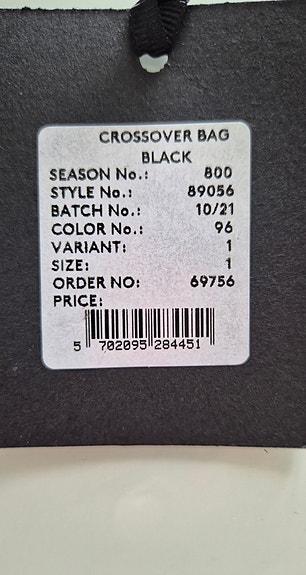 CROSSOVER BAG
BLACK
SEASON No.: 800
STYLE No.: 89056
BATCH No.: 10/21
COLOR No.: 96
VARIANT: 1
SIZE: 1
ORDER NO: 69756
PRICE:
5 702095 284451